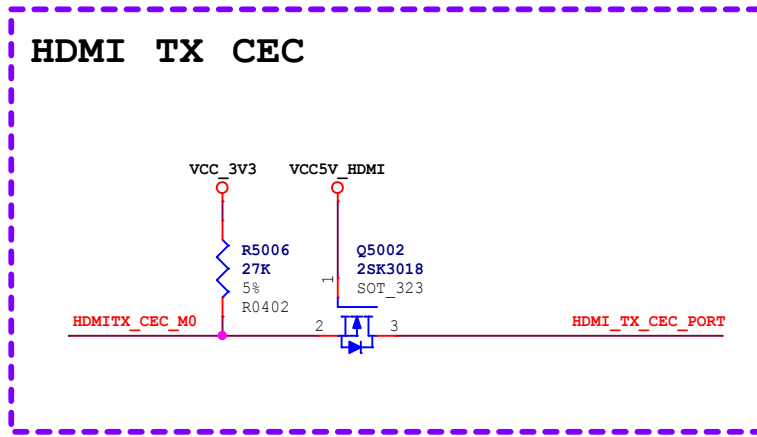 HDMI TX CEC
VCC_3V3
VCC5V_HDMI
R5006
27K
5%
R0402
Q5002
2SK3018
SOT_323
1
HDMITX_CEC_M0
2
3
HDMI_TX_CEC_PORT